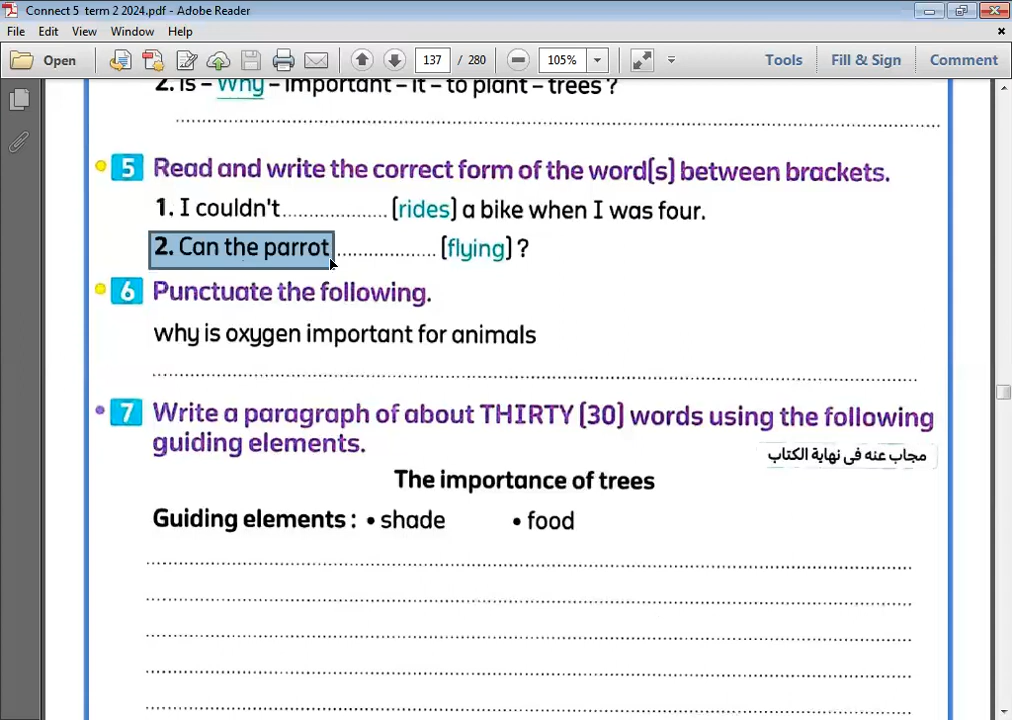 Connect 5 term 2 2024.pdf - Adobe Reader
File Edit View Window Help
Open 137 / 280 105% Tools Fill & Sign Comment
2. Is – Why – important – it – to plant – trees ?
5 Read and write the correct form of the word(s) between brackets.
1. I couldn't .................... (rides) a bike when I was four.
2. Can the parrot .................... (flying) ?
6 Punctuate the following.
why is oxygen important for animals
7 Write a paragraph of about THIRTY (30) words using the following
guiding elements.
مجاب عنه فى نهاية الكتاب
The importance of trees
Guiding elements : • shade • food